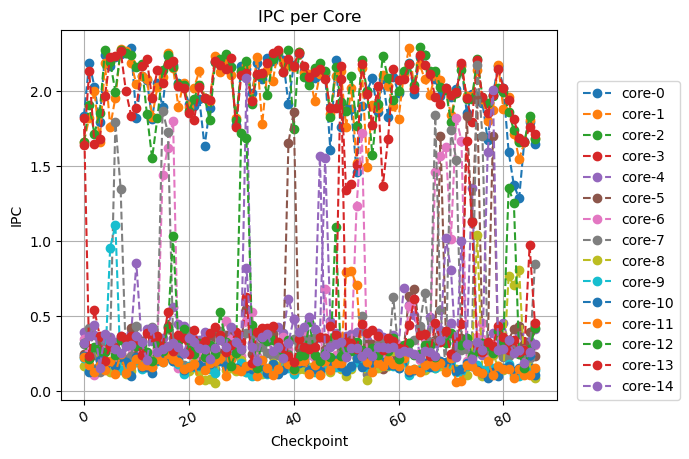 IPC per Core
IPC
2.0
1.5
1.0
0.5
0.0
0
20
40
60
80
Checkpoint
core-0
core-1
core-2
core-3
core-4
core-5
core-6
core-7
core-8
core-9
core-10
core-11
core-12
core-13
core-14